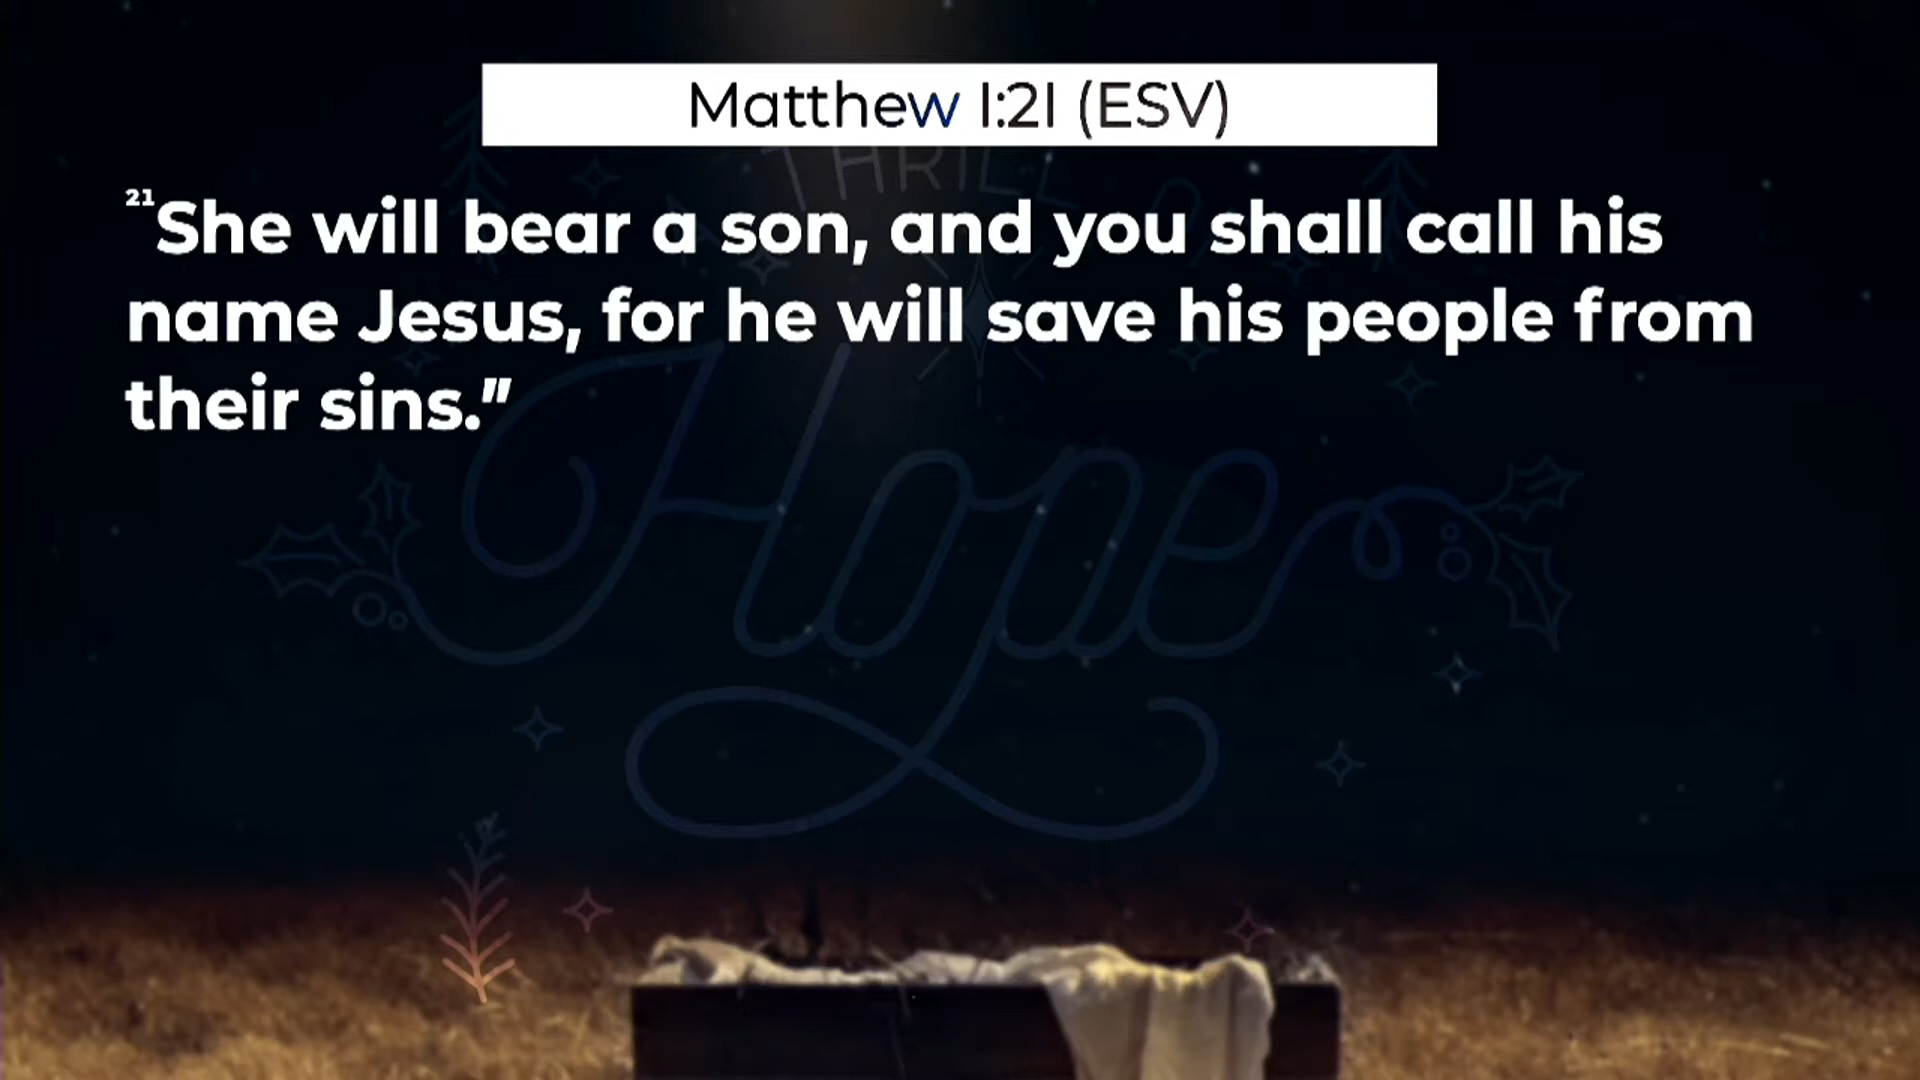 Matthew 1:21 (ESV)
THRILL
²¹She will bear a son, and you shall call his
name Jesus, for he will save his people from
their sins.”
Hope